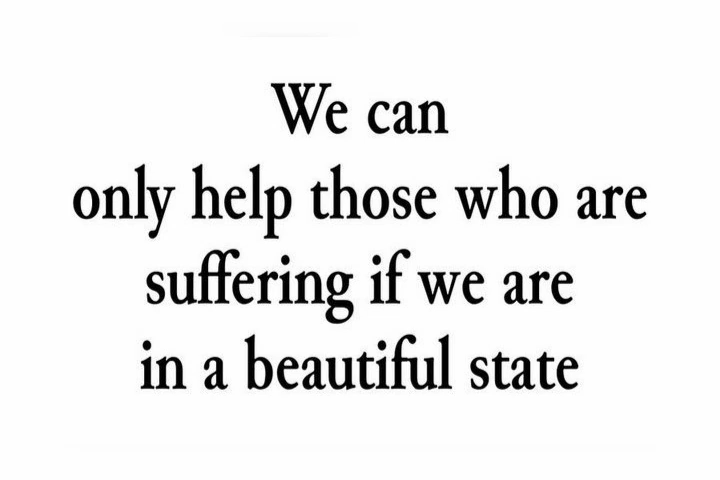 We can
only help those who are
suffering if we are
in a beautiful state